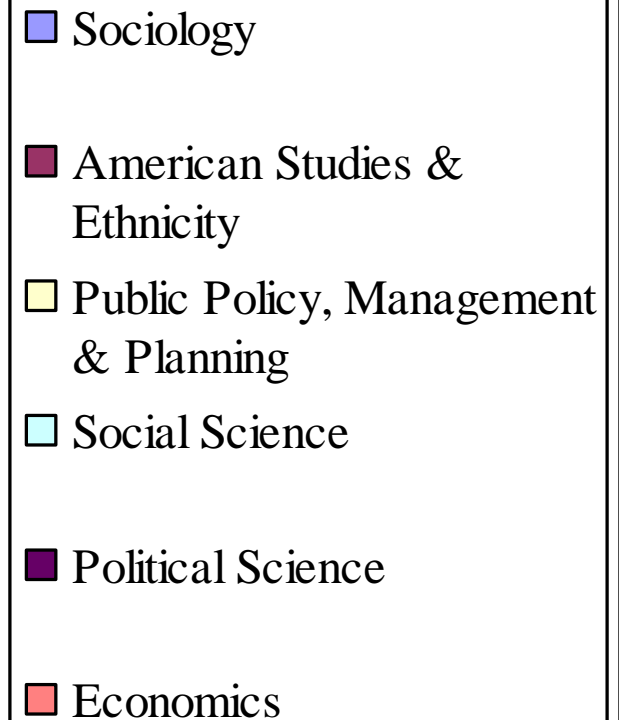 Sociology
American Studies &
Ethnicity
Public Policy, Management
& Planning
Social Science
Political Science
Economics